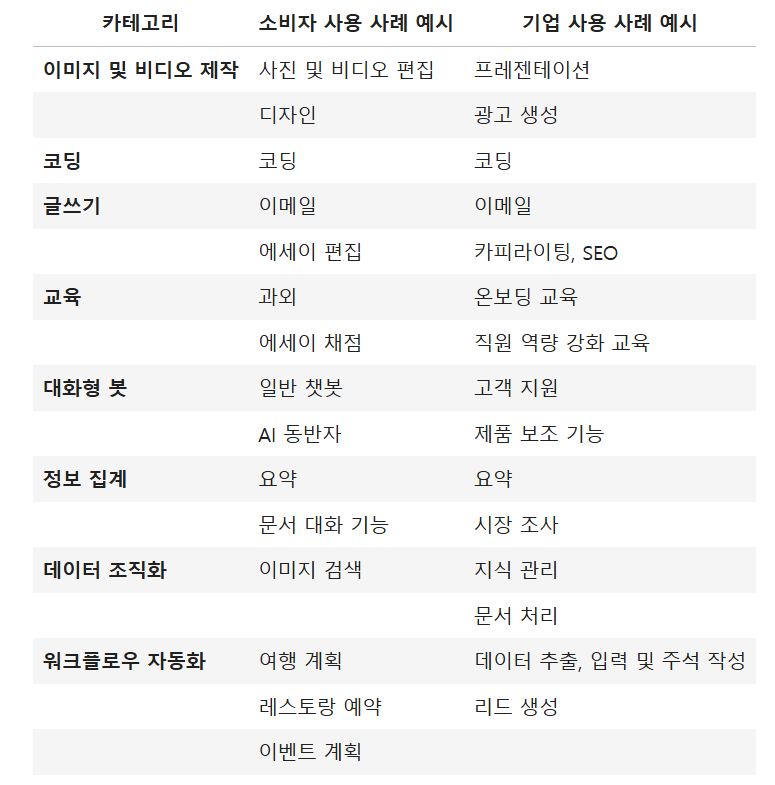 카테고리 소비자 사용 사례 예시 기업 사용 사례 예시
이미지 및 비디오 제작 사진 및 비디오 편집 프레젠테이션
디자인 광고 생성
코딩 코딩 코딩
글쓰기 이메일 이메일
에세이 편집 카피라이팅, SEO
교육 과외 온보딩 교육
에세이 채점 직원 역량 강화 교육
대화형 봇 일반 챗봇 고객 지원
AI 동반자 제품 보조 기능
정보 집계 요약 요약
문서 대화 기능 시장 조사
데이터 조직화 이미지 검색 지식 관리
문서 처리
워크플로우 자동화 여행 계획 데이터 추출, 입력 및 주석 작성
레스토랑 예약 리드 생성
이벤트 계획